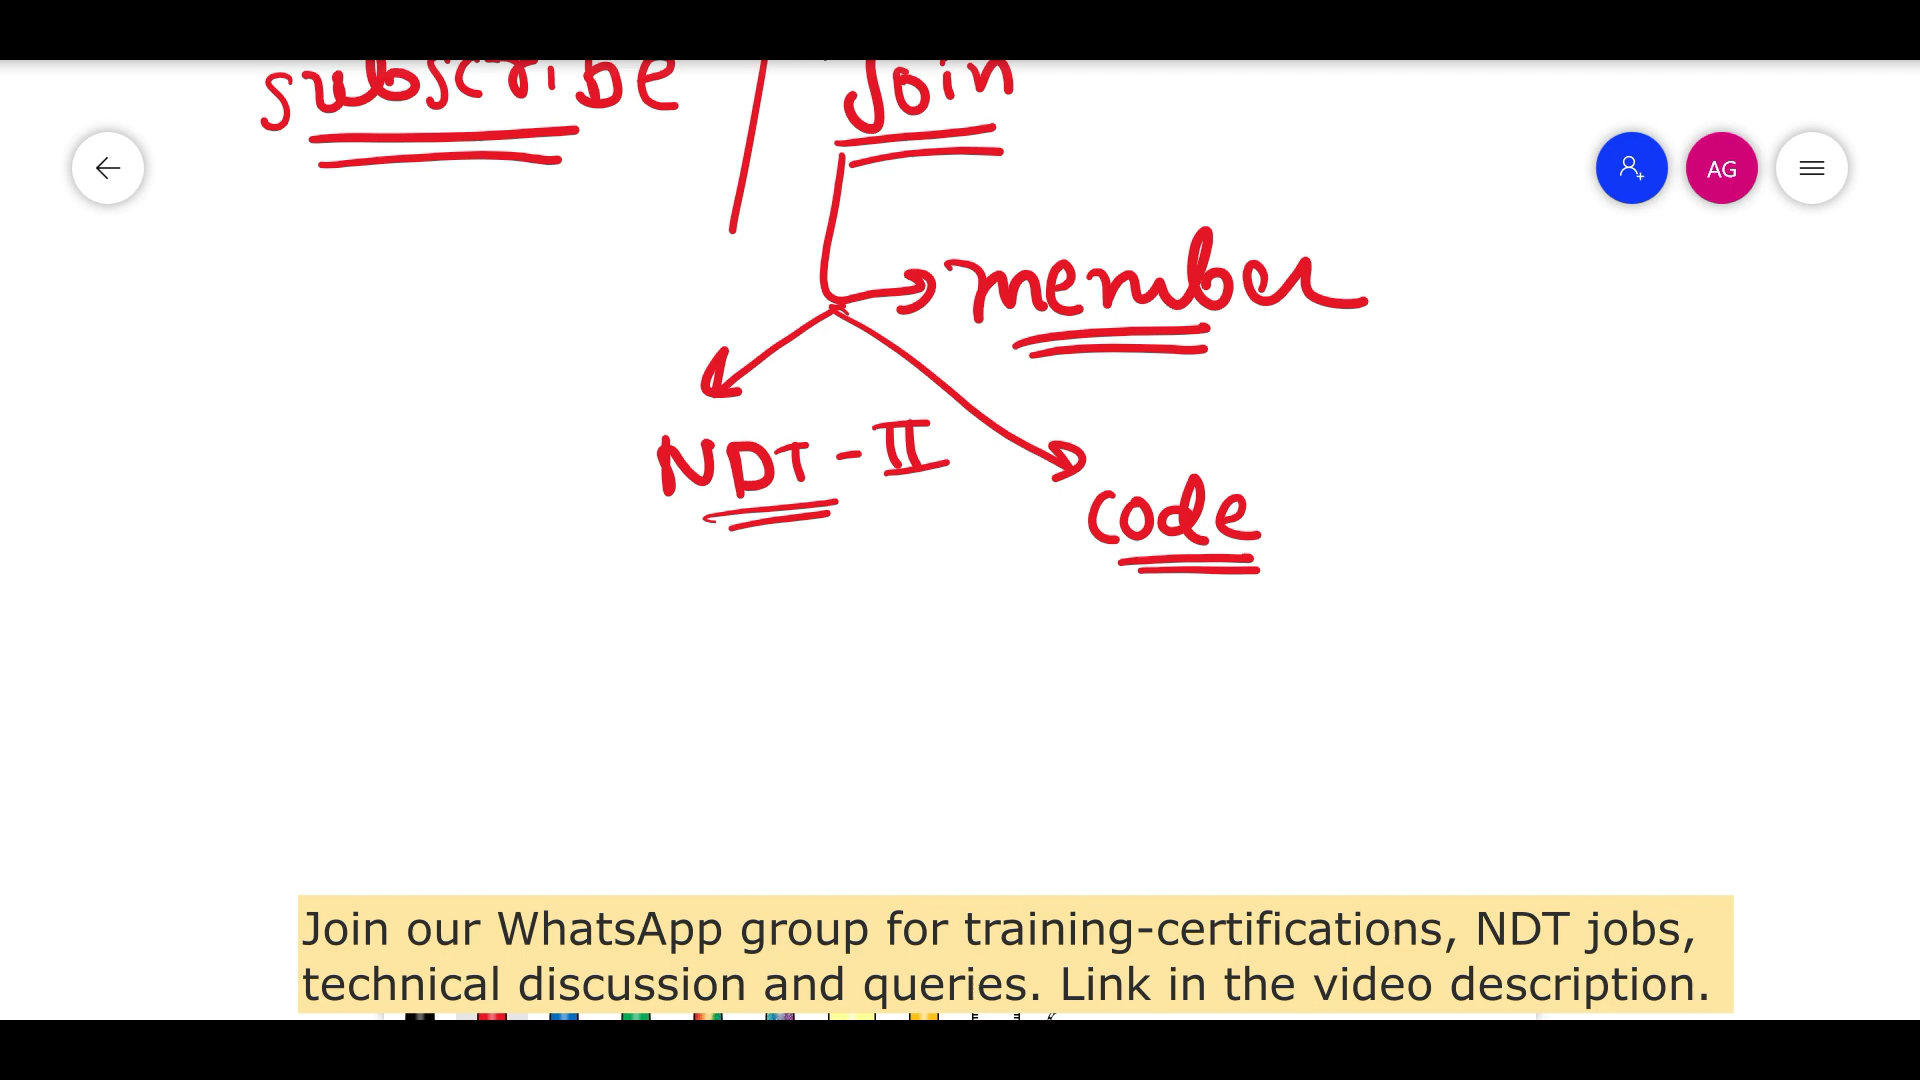 subscribe / Join
AG
member
NDT - II
code
Join our WhatsApp group for training-certifications, NDT jobs,
technical discussion and queries. Link in the video description.